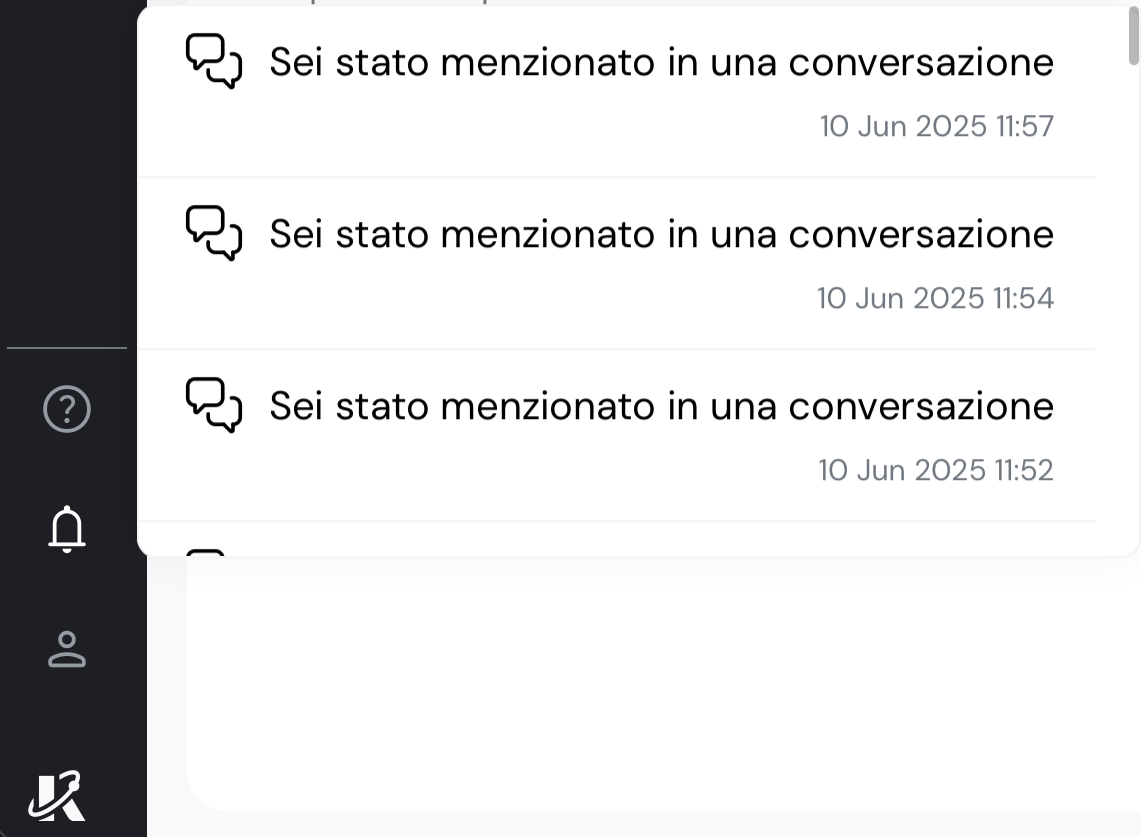 Sei stato menzionato in una conversazione
10 Jun 2025 11:57
Sei stato menzionato in una conversazione
10 Jun 2025 11:54
Sei stato menzionato in una conversazione
10 Jun 2025 11:52